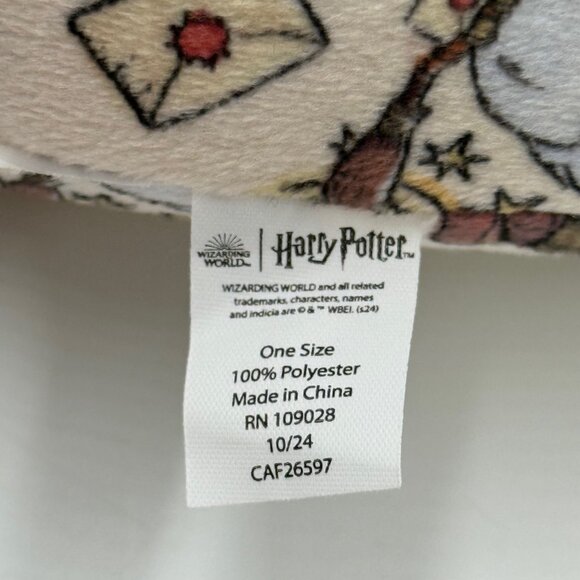 WIZARDING WORLD | Harry Potter™
WIZARDING WORLD and all related
trademarks, characters, names
and indicia are © & ™ WBEI. (s24)
One Size
100% Polyester
Made in China
RN 109028
10/24
CAF26597